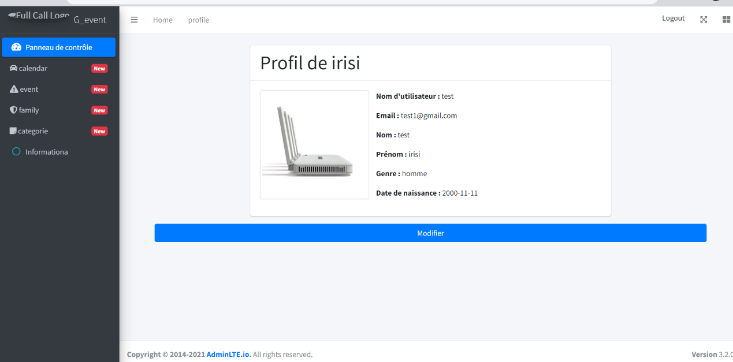 Full Call Logo G_event
Home profile Logout
Panneau de contrôle
calendar New
event New
family New
categorie New
Informationa
Profil de irisi
Nom d'utilisateur : test
Email : test1@gmail.com
Nom : test
Prénom : irisi
Genre : homme
Date de naissance : 2000-11-11
Modifier
Copyright © 2014-2021 AdminLTE.io. All rights reserved.
Version 3.2.0